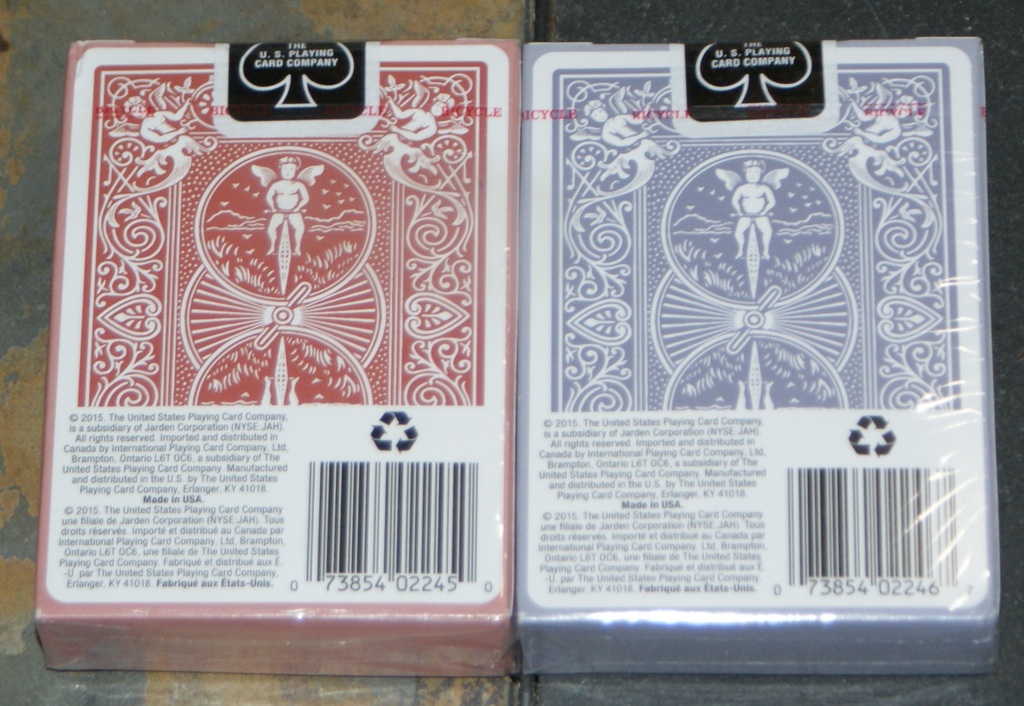 THE
U. S. PLAYING
CARD COMPANY
BICYCLE BICYCLE
© 2015. The United States Playing Card Company,
is a subsidiary of Jarden Corporation (NYSE:JAH).
All rights reserved. Imported and distributed in
Canada by International Playing Card Company, Ltd,
Brampton, Ontario L6T 0C6, a subsidiary of The
United States Playing Card Company. Manufactured
and distributed in the U.S. by The United States
Playing Card Company, Erlanger, KY 41018.
Made in USA.
© 2015. The United States Playing Card Company
une filiale de Jarden Corporation (NYSE:JAH). Tous
droits réservés. Importé et distribué au Canada par
International Playing Card Company, Ltd, Brampton,
Ontario L6T 0C6, une filiale de The United States
Playing Card Company. Fabriqué et distribué aux É.
-U. par The United States Playing Card Company,
Erlanger, KY 41018. Fabriqué aux États-Unis.
0 73854 02245 0
THE
U. S. PLAYING
CARD COMPANY
BICYCLE BICYCLE BICYCLE
© 2015. The United States Playing Card Company,
is a subsidiary of Jarden Corporation (NYSE:JAH).
All rights reserved. Imported and distributed in
Canada by International Playing Card Company, Ltd,
Brampton, Ontario L6T 0C6, a subsidiary of The
United States Playing Card Company. Manufactured
and distributed in the U.S. by The United States
Playing Card Company, Erlanger, KY 41018.
Made in USA.
© 2015. The United States Playing Card Company
une filiale de Jarden Corporation (NYSE:JAH). Tous
droits réservés. Importé et distribué au Canada par
International Playing Card Company, Ltd, Brampton,
Ontario L6T 0C6, une filiale de The United States
Playing Card Company. Fabriqué et distribué aux É.
-U. par The United States Playing Card Company,
Erlanger, KY 41018. Fabriqué aux États-Unis.
0 73854 02246 7